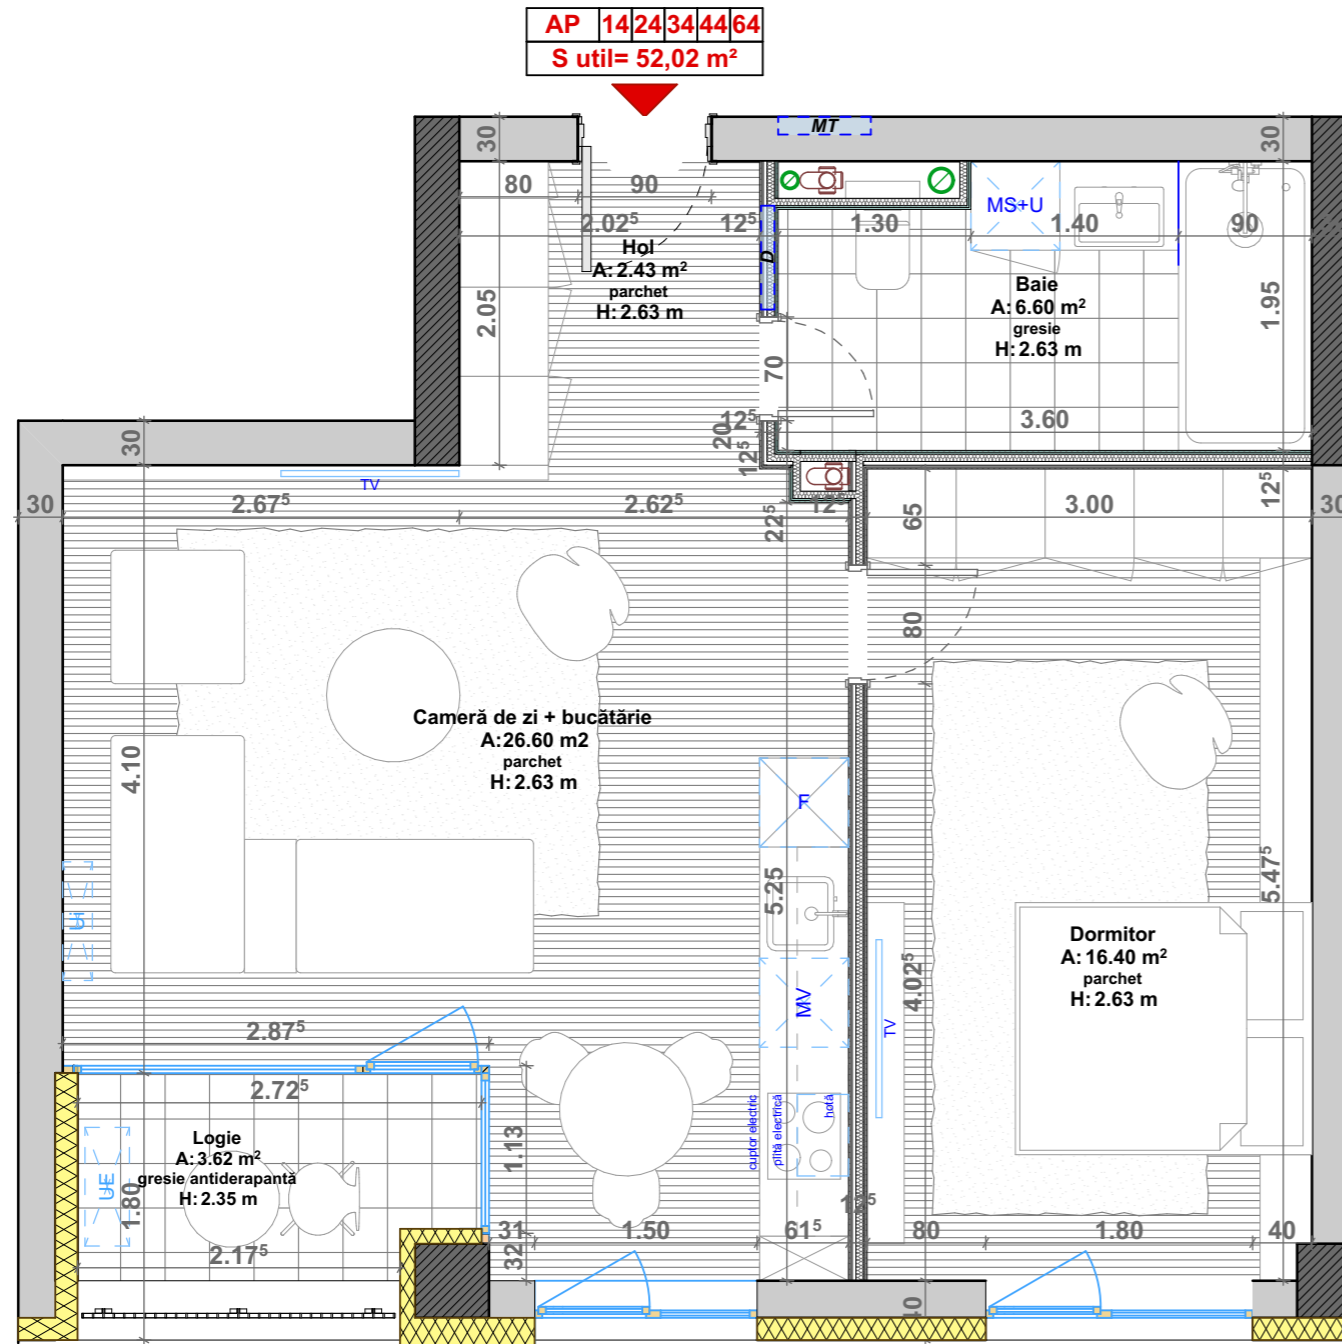 AP 14 24 34 44 64
S util= 52,02 m²
MT
30
30
80
90
2.02⁵
12⁵
1.30
MS+U
1.40
90
Hol
A: 2.43 m²
parchet
H: 2.63 m
D
Baie
A: 6.60 m²
gresie
H: 2.63 m
2.05
1.95
70
3.60
30
12⁵
20
12⁵
TV
30
2.67⁵
2.62⁵
12⁵
22⁵
65
3.00
12⁵
30
80
Cameră de zi + bucătărie
A:26.60 m2
parchet
H: 2.63 m
4.10
F
5.25
5.47⁵
Dormitor
A: 16.40 m²
parchet
H: 2.63 m
MV
4.02⁵
TV
2.87⁵
2.72⁵
Logie
A: 3.62 m²
gresie antiderapantă
H: 2.35 m
UE
1.80
2.17⁵
1.13
cuptor electric
plită electrică
hotă
12⁵
31
32
1.50
61⁵
80
1.80
40